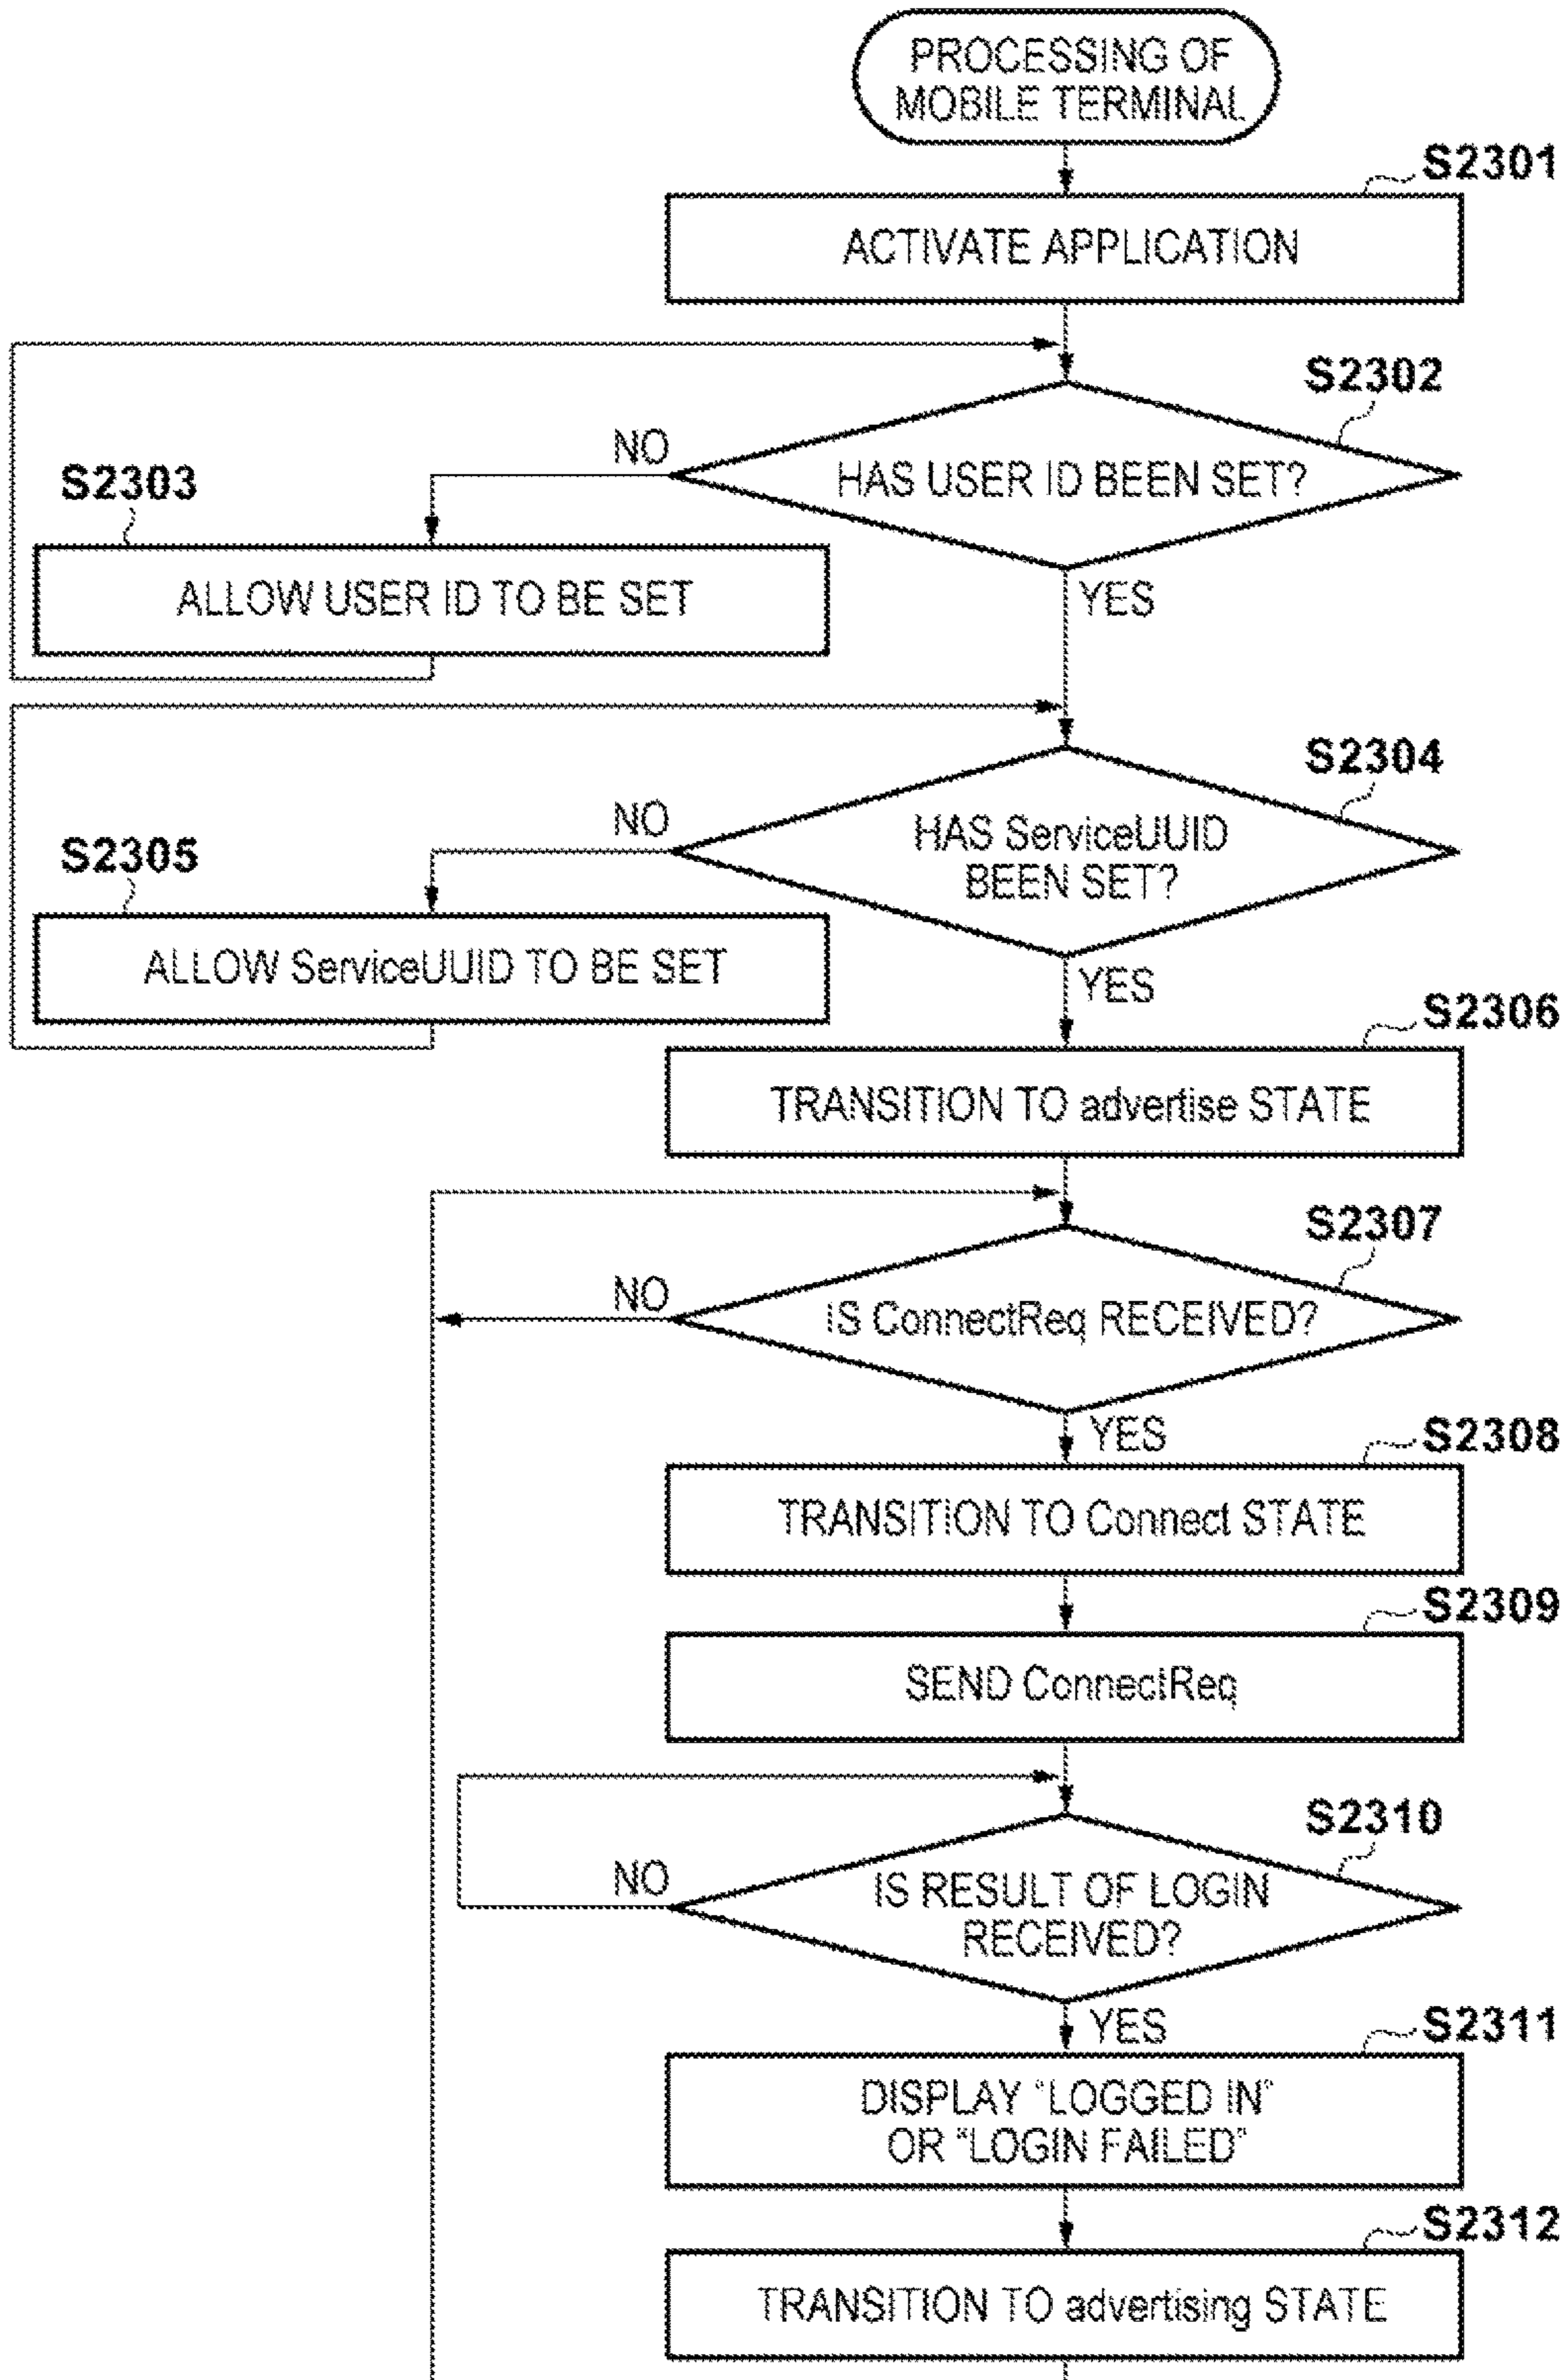 PROCESSING OF
MOBILE TERMINAL
S2301
ACTIVATE APPLICATION
S2302
NO
HAS USER ID BEEN SET?
S2303
ALLOW USER ID TO BE SET
YES
S2304
NO
HAS ServiceUUID
BEEN SET?
S2305
ALLOW ServiceUUID TO BE SET
YES
S2306
TRANSITION TO advertise STATE
S2307
NO
IS ConnectReq RECEIVED?
YES
S2308
TRANSITION TO Connect STATE
S2309
SEND ConnectReq
S2310
NO
IS RESULT OF LOGIN
RECEIVED?
YES
S2311
DISPLAY "LOGGED IN"
OR "LOGIN FAILED"
S2312
TRANSITION TO advertising STATE